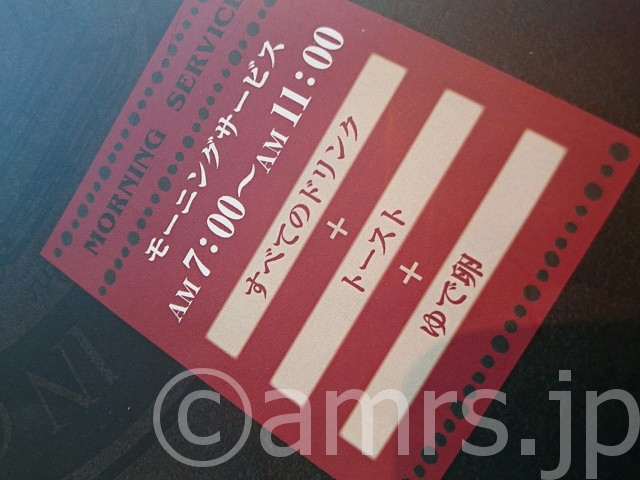 MORNING SERVICE
モーニングサービス
AM 7:00～AM 11:00
すべてのドリンク
+
トースト
+
ゆで卵
©amrs.jp